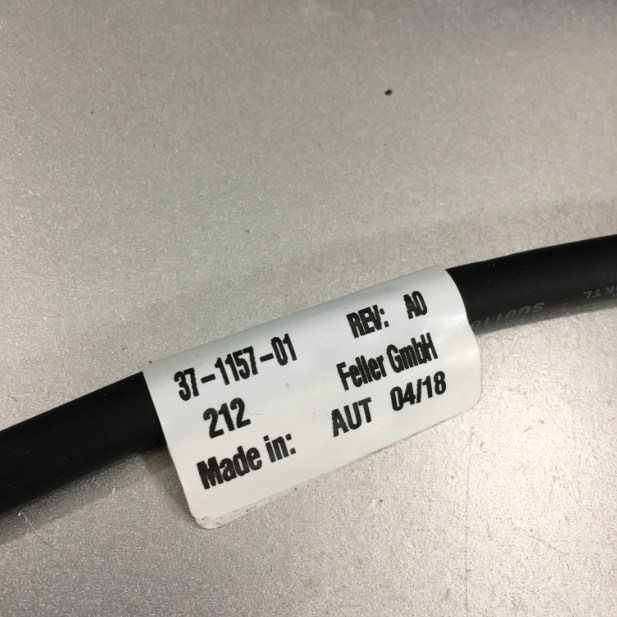 37-1157-01 REV: A0
212 Feller GmbH
Made in: AUT 04/18